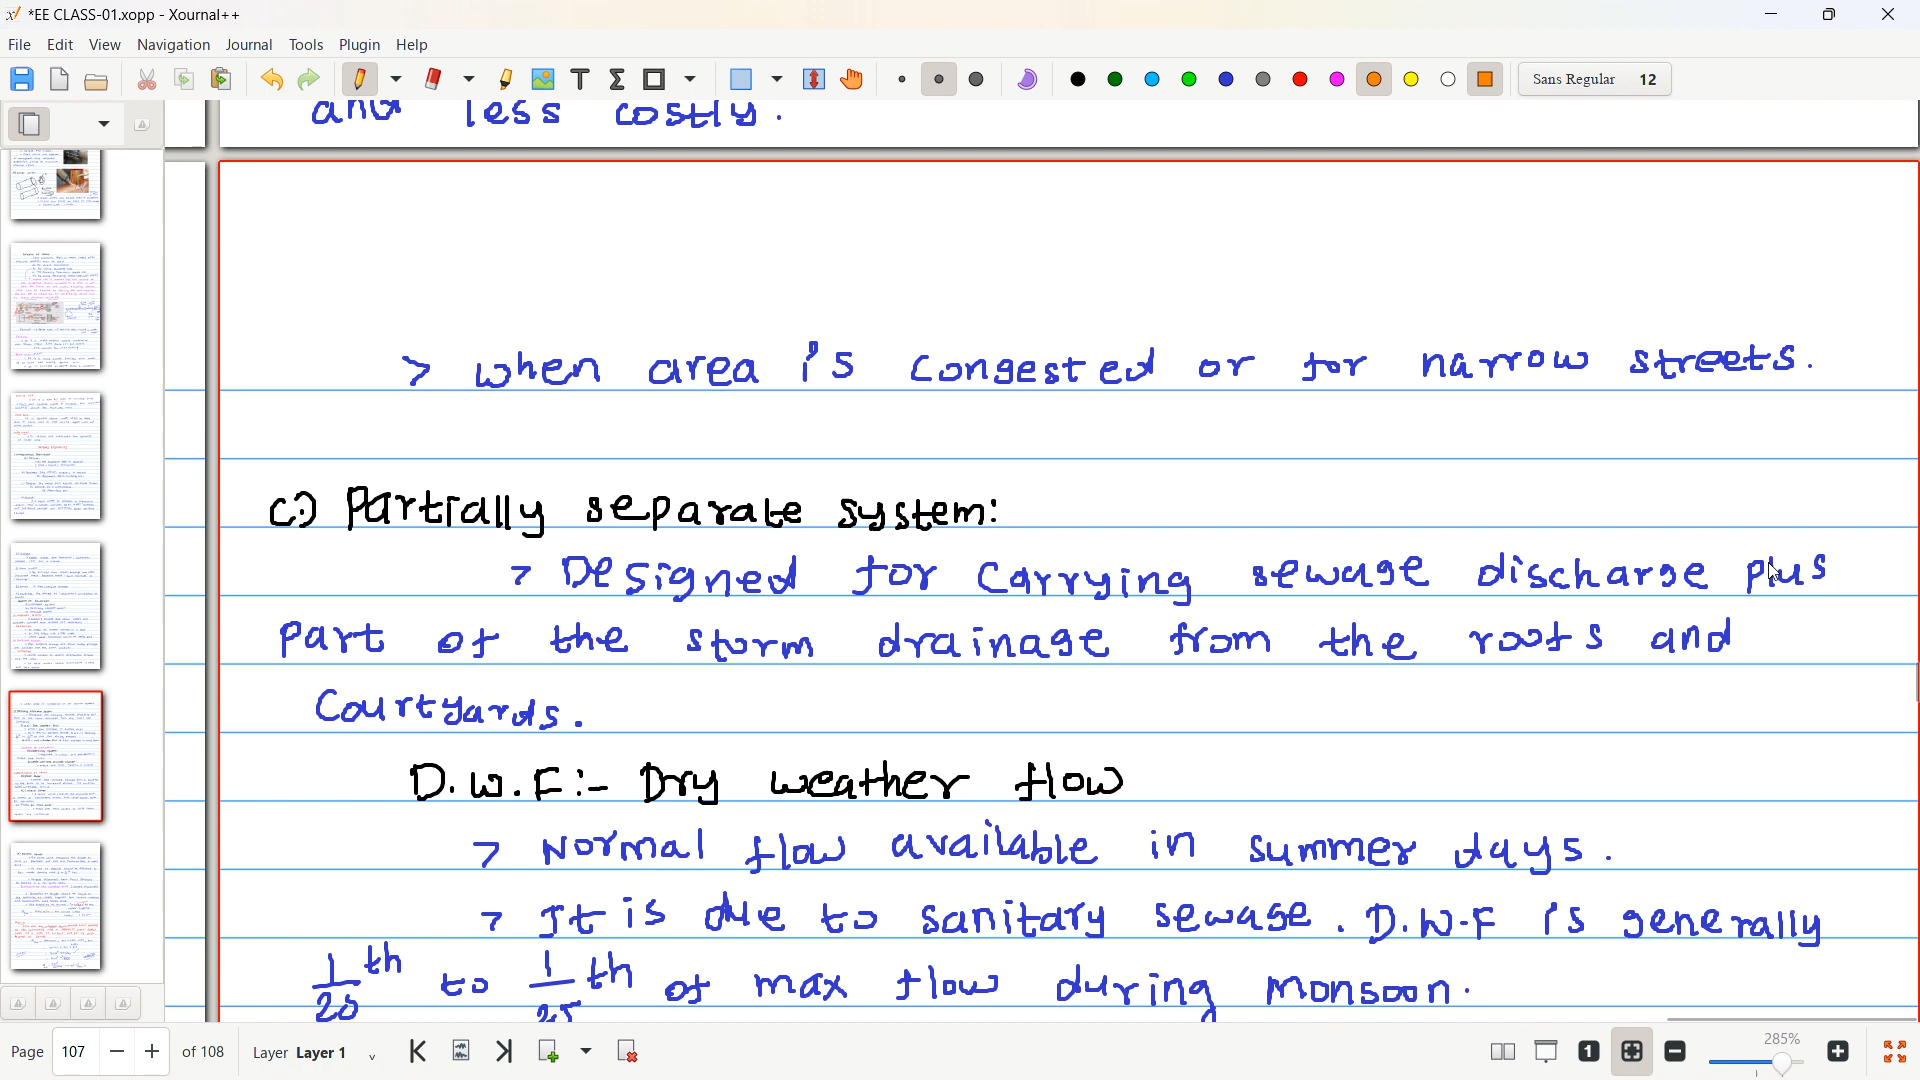 *EE CLASS-01.xopp - Xournal++
File Edit View Navigation Journal Tools Plugin Help
Sans Regular 12
and less costly.
> when area is congested or for narrow streets.
C.) Partially separate system:
> Designed for Carrying sewage discharge plus
part of the storm drainage from the roofs and
Courtyards.
D.W.F:- Dry weather flow
> Normal flow available in summer days.
> It is due to sanitary sewage. D.W.F is generally
1/20 th to 1/25 th of max flow during monsoon.
Page 107 of 108 Layer Layer 1 285%